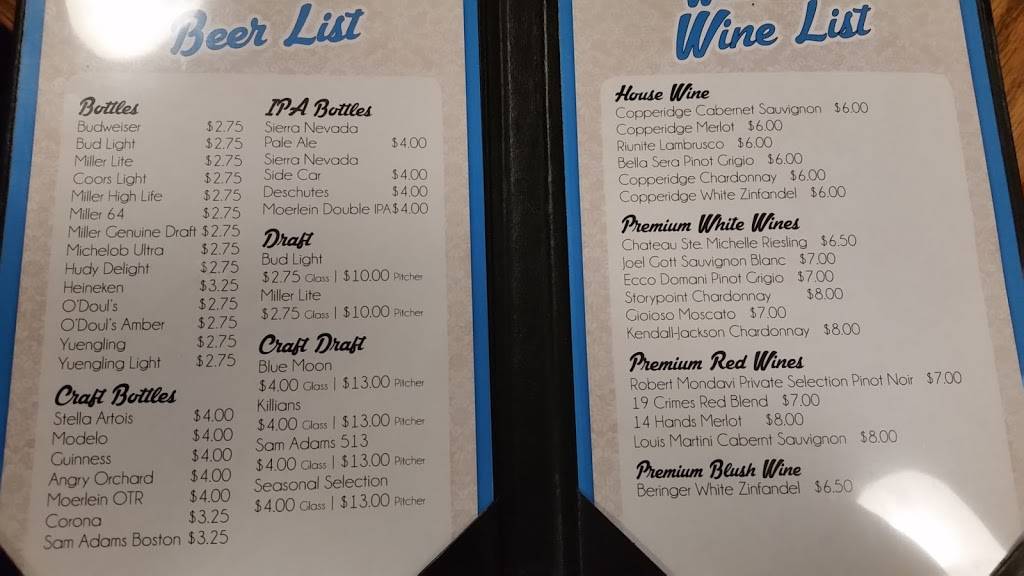 Beer List
Bottles
Budweiser $2.75
Bud Light $2.75
Miller Lite $2.75
Coors Light $2.75
Miller High Life $2.75
Miller 64 $2.75
Miller Genuine Draft $2.75
Michelob Ultra $2.75
Hudy Delight $2.75
Heineken $3.25
O'Doul's $2.75
O'Doul's Amber $2.75
Yuengling $2.75
Yuengling Light $2.75
Craft Bottles
Stella Artois $4.00
Modelo $4.00
Guinness $4.00
Angry Orchard $4.00
Moerlein OTR $4.00
Corona $3.25
Sam Adams Boston $3.25
IPA Bottles
Sierra Nevada
Pale Ale $4.00
Sierra Nevada
Side Car $4.00
Deschutes $4.00
Moerlein Double IPA $4.00
Draft
Bud Light
$2.75 Glass | $10.00 Pitcher
Miller Lite
$2.75 Glass | $10.00 Pitcher
Craft Draft
Blue Moon
$4.00 Glass | $13.00 Pitcher
Killians
$4.00 Glass | $13.00 Pitcher
Sam Adams 513
$4.00 Glass | $13.00 Pitcher
Seasonal Selection
$4.00 Glass | $13.00 Pitcher
Wine List
House Wine
Copperidge Cabernet Sauvignon $6.00
Copperidge Merlot $6.00
Riunite Lambrusco $6.00
Bella Sera Pinot Grigio $6.00
Copperidge Chardonnay $6.00
Copperidge White Zinfandel $6.00
Premium White Wines
Chateau Ste. Michelle Riesling $6.50
Joel Gott Sauvignon Blanc $7.00
Ecco Domani Pinot Grigio $7.00
Storypoint Chardonnay $8.00
Gioioso Moscato $7.00
Kendall-Jackson Chardonnay $8.00
Premium Red Wines
Robert Mondavi Private Selection Pinot Noir $7.00
19 Crimes Red Blend $7.00
14 Hands Merlot $8.00
Louis Martini Cabernt Sauvignon $8.00
Premium Blush Wine
Beringer White Zinfandel $6.50